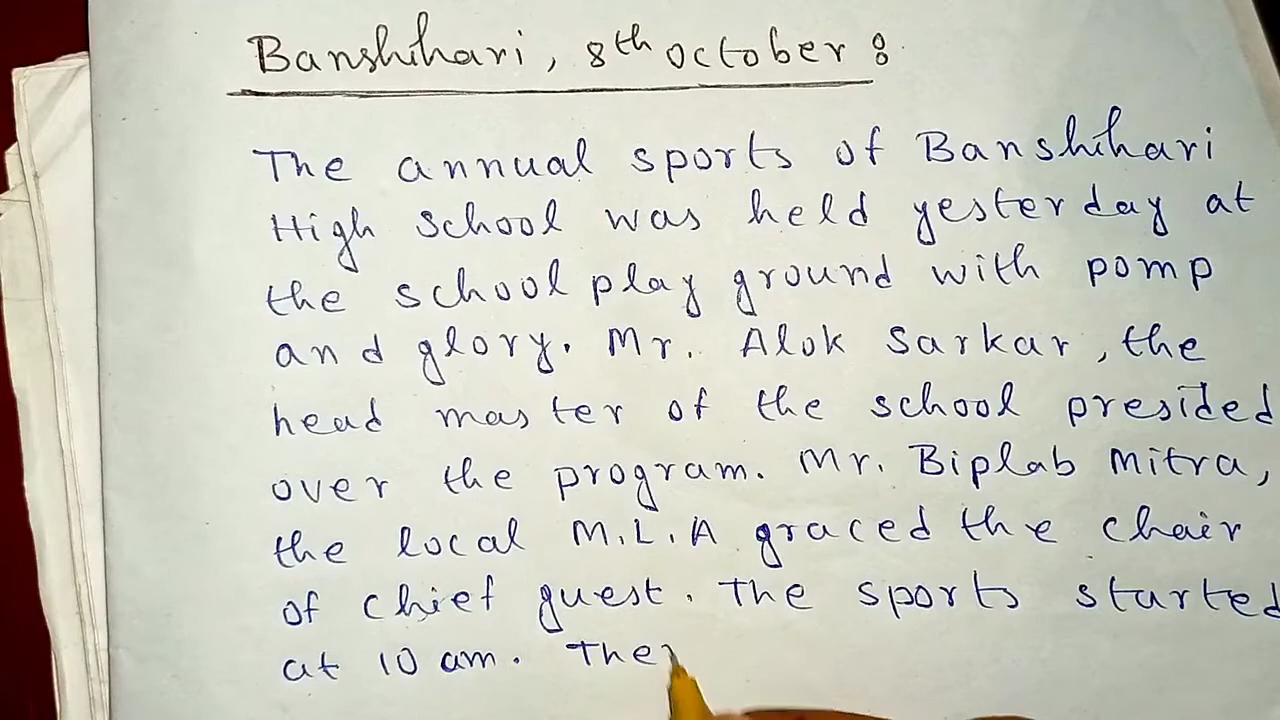 Banshihari, 8th october :
The annual sports of Banshihari
High school was held yesterday at
the school play ground with pomp
and glory. Mr. Alok Sarkar, the
head master of the school presided
over the program. Mr. Biplab Mitra,
the local M.L.A graced the chair
of chief guest. The sports started
at 10 am. The